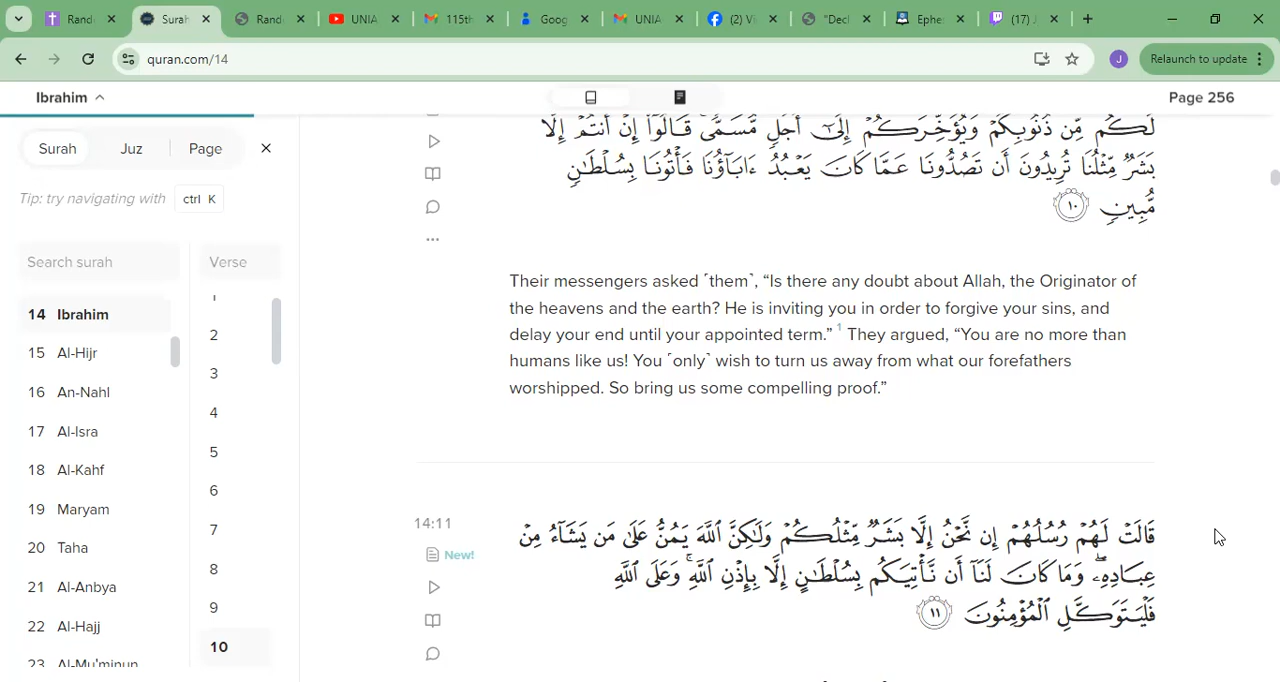 Rand
Surah
Rand
UNIA
115th
Goog
UNIA
(2) Vi
"Decl
Ephe
(17) J
quran.com/14
J
Relaunch to update
Ibrahim
Page 256
Surah Juz Page
Tip: try navigating with ctrl K
Search surah
Verse
14 Ibrahim
15 Al-Hijr
16 An-Nahl
17 Al-Isra
18 Al-Kahf
19 Maryam
20 Taha
21 Al-Anbya
22 Al-Hajj
23 Al-Mu'minun
1
2
3
4
5
6
7
8
9
10
لَكُم مِّن ذُنُوبِكُمْ وَيُؤَخِّرَكُمْ إِلَىٰٓ أَجَلٍ مُّسَمًّى ۚ قَالُوٓا۟ إِنْ أَنتُمْ إِلَّا
بَشَرٌ مِّثْلُنَا تُرِيدُونَ أَن تَصُدُّونَا عَمَّا كَانَ يَعْبُدُ ءَابَآؤُنَا فَأْتُونَا بِسُلْطَـٰنٍ
مُّبِينٍ ١٠
Their messengers asked ˹them˺, “Is there any doubt about Allah, the Originator of
the heavens and the earth? He is inviting you in order to forgive your sins, and
delay your end until your appointed term.” 1 They argued, “You are no more than
humans like us! You ˹only˺ wish to turn us away from what our forefathers
worshipped. So bring us some compelling proof.”
14:11
New!
قَالَتْ لَهُمْ رُسُلُهُمْ إِن نَّحْنُ إِلَّا بَشَرٌ مِّثْلُكُمْ وَلَـٰكِنَّ ٱللَّهَ يَمُنُّ عَلَىٰ مَن يَشَآءُ مِنْ
عِبَادِهِۦ ۖ وَمَا كَانَ لَنَآ أَن نَّأْتِيَكُم بِسُلْطَـٰنٍ إِلَّا بِإِذْنِ ٱللَّهِ ۚ وَعَلَى ٱللَّهِ
فَلْيَتَوَكَّلِ ٱلْمُؤْمِنُونَ ١١